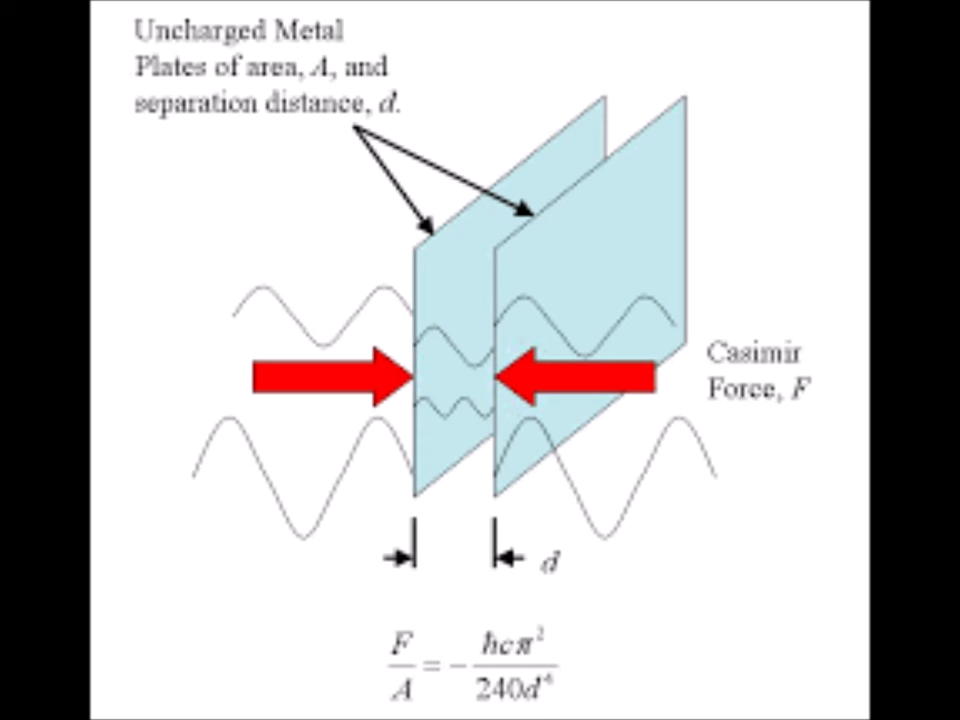 Uncharged Metal
Plates of area, A, and
separation distance, d.
Casimir
Force, F
d
F/A = - ħcπ²/240d⁴